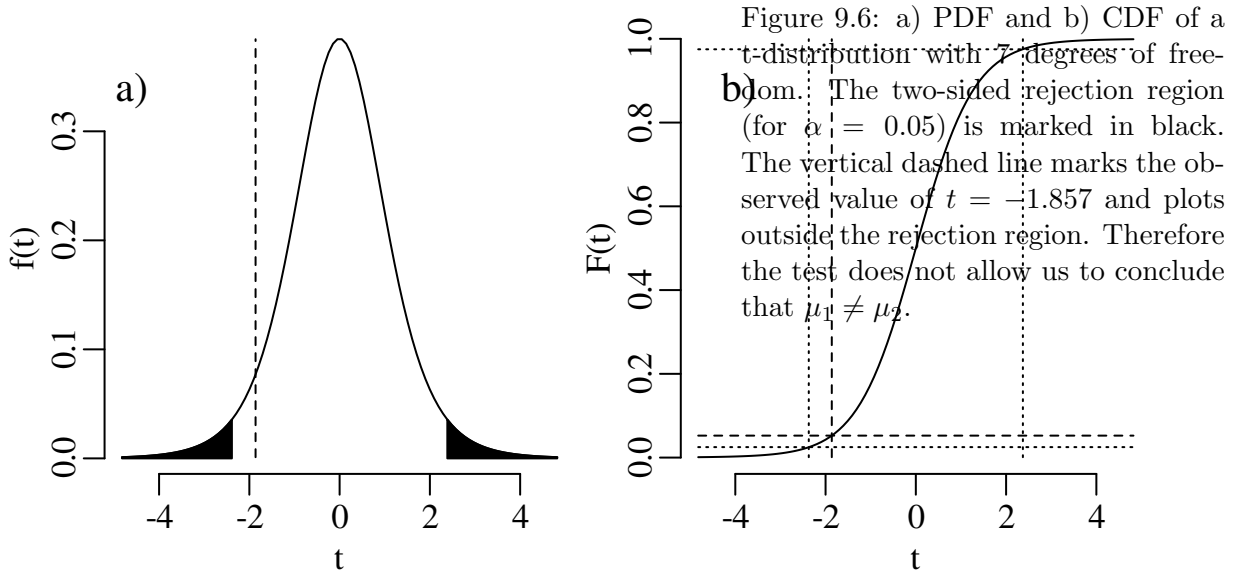 a)
f(t)
0.0 0.1 0.2 0.3
-4 -2 0 2 4
t
b)
F(t)
0.0 0.2 0.4 0.6 0.8 1.0
-4 -2 0 2 4
t
Figure 9.6: a) PDF and b) CDF of a
t-distribution with 7 degrees of free-
dom. The two-sided rejection region
(for α = 0.05) is marked in black.
The vertical dashed line marks the ob-
served value of t = −1.857 and plots
outside the rejection region. Therefore
the test does not allow us to conclude
that μ₁ ≠ μ₂.